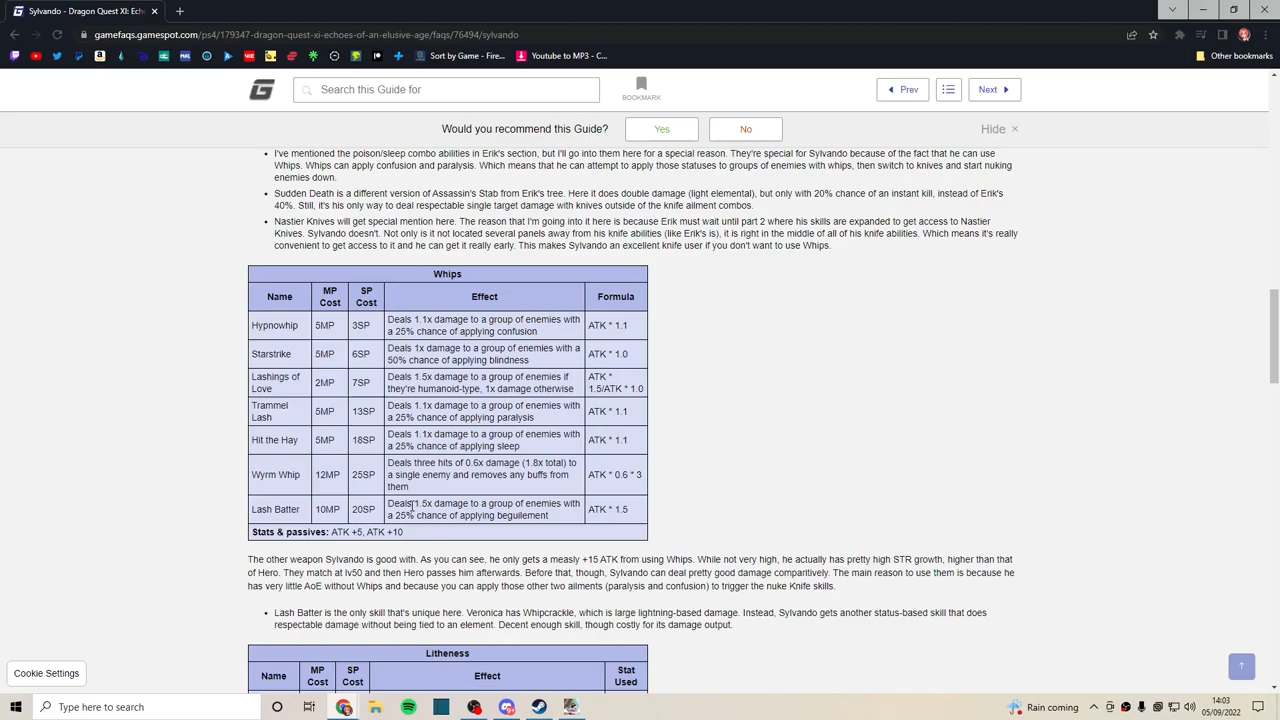 Sylvando - Dragon Quest XI: Ech
gamefaqs.gamespot.com/ps4/179347-dragon-quest-xi-echoes-of-an-elusive-age/faqs/76494/sylvando
Sort by Game - Fire...
Youtube to MP3 - C...
Other bookmarks
Search this Guide for
BOOKMARK
Prev
Next
Would you recommend this Guide?
Yes
No
Hide ×
I've mentioned the poison/sleep combo abilities in Erik's section, but I'll go into them here for a special reason. They're special for Sylvando because of the fact that he can use
Whips. Whips can apply confusion and paralysis. Which means that he can attempt to apply those statuses to groups of enemies with whips, then switch to knives and start nuking
enemies down.
Sudden Death is a different version of Assassin's Stab from Erik's tree. Here it does double damage (light elemental), but only with 20% chance of an instant kill, instead of Erik's
40%. Still, it's his only way to deal respectable single target damage with knives outside of the knife ailment combos.
Nastier Knives will get special mention here. The reason that I'm going into it here is because Erik must wait until part 2 where his skills are expanded to get access to Nastier
Knives. Sylvando doesn't. Not only is it not located several panels away from his knife abilities (like Erik's is), it is right in the middle of all of his knife abilities. Which means it's really
convenient to get access to it and he can get it really early. This makes Sylvando an excellent knife user if you don't want to use Whips.
Whips
Name
MP
Cost
SP
Cost
Effect
Formula
Hypnowhip
5MP
3SP
Deals 1.1x damage to a group of enemies with
a 25% chance of applying confusion
ATK * 1.1
Starstrike
5MP
6SP
Deals 1x damage to a group of enemies with a
50% chance of applying blindness
ATK * 1.0
Lashings of
Love
2MP
7SP
Deals 1.5x damage to a group of enemies if
they're humanoid-type, 1x damage otherwise
ATK *
1.5/ATK * 1.0
Trammel
Lash
5MP
13SP
Deals 1.1x damage to a group of enemies with
a 25% chance of applying paralysis
ATK * 1.1
Hit the Hay
5MP
18SP
Deals 1.1x damage to a group of enemies with
a 25% chance of applying sleep
ATK * 1.1
Wyrm Whip
12MP
25SP
Deals three hits of 0.6x damage (1.8x total) to
a single enemy and removes any buffs from
them
ATK * 0.6 * 3
Lash Batter
10MP
20SP
Deals 1.5x damage to a group of enemies with
a 25% chance of applying beguilement
ATK * 1.5
Stats & passives: ATK +5, ATK +10
The other weapon Sylvando is good with. As you can see, he only gets a measly +15 ATK from using Whips. While not very high, he actually has pretty high STR growth, higher than that
of Hero. They match at lv50 and then Hero passes him afterwards. Before that, though, Sylvando can deal pretty good damage comparitively. The main reason to use them is because he
has very little AoE without Whips and because you can apply those other two ailments (paralysis and confusion) to trigger the nuke Knife skills.
Lash Batter is the only skill that's unique here. Veronica has Whipcrackle, which is large lightning-based damage. Instead, Sylvando gets another status-based skill that does
respectable damage without being tied to an element. Decent enough skill, though costly for its damage output.
Litheness
Name
MP
Cost
SP
Cost
Effect
Stat
Used
Cookie Settings
Type here to search
Rain coming
14:03
05/09/2022